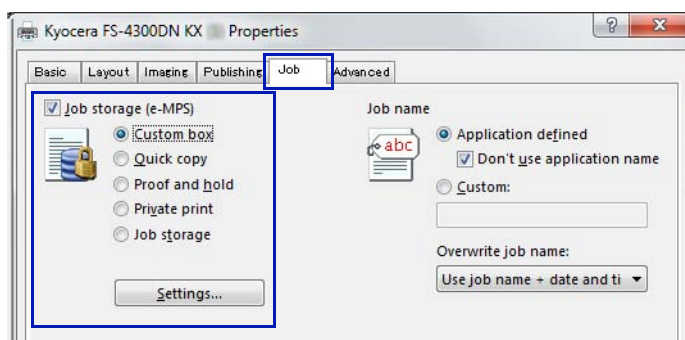 Kyocera FS-4300DN KX Properties
Basic Layout Imaging Publishing Job Advanced
Job storage (e-MPS)
Custom box
Quick copy
Proof and hold
Private print
Job storage
Settings...
Job name
abc
Application defined
Don't use application name
Custom:
Overwrite job name:
Use job name + date and ti